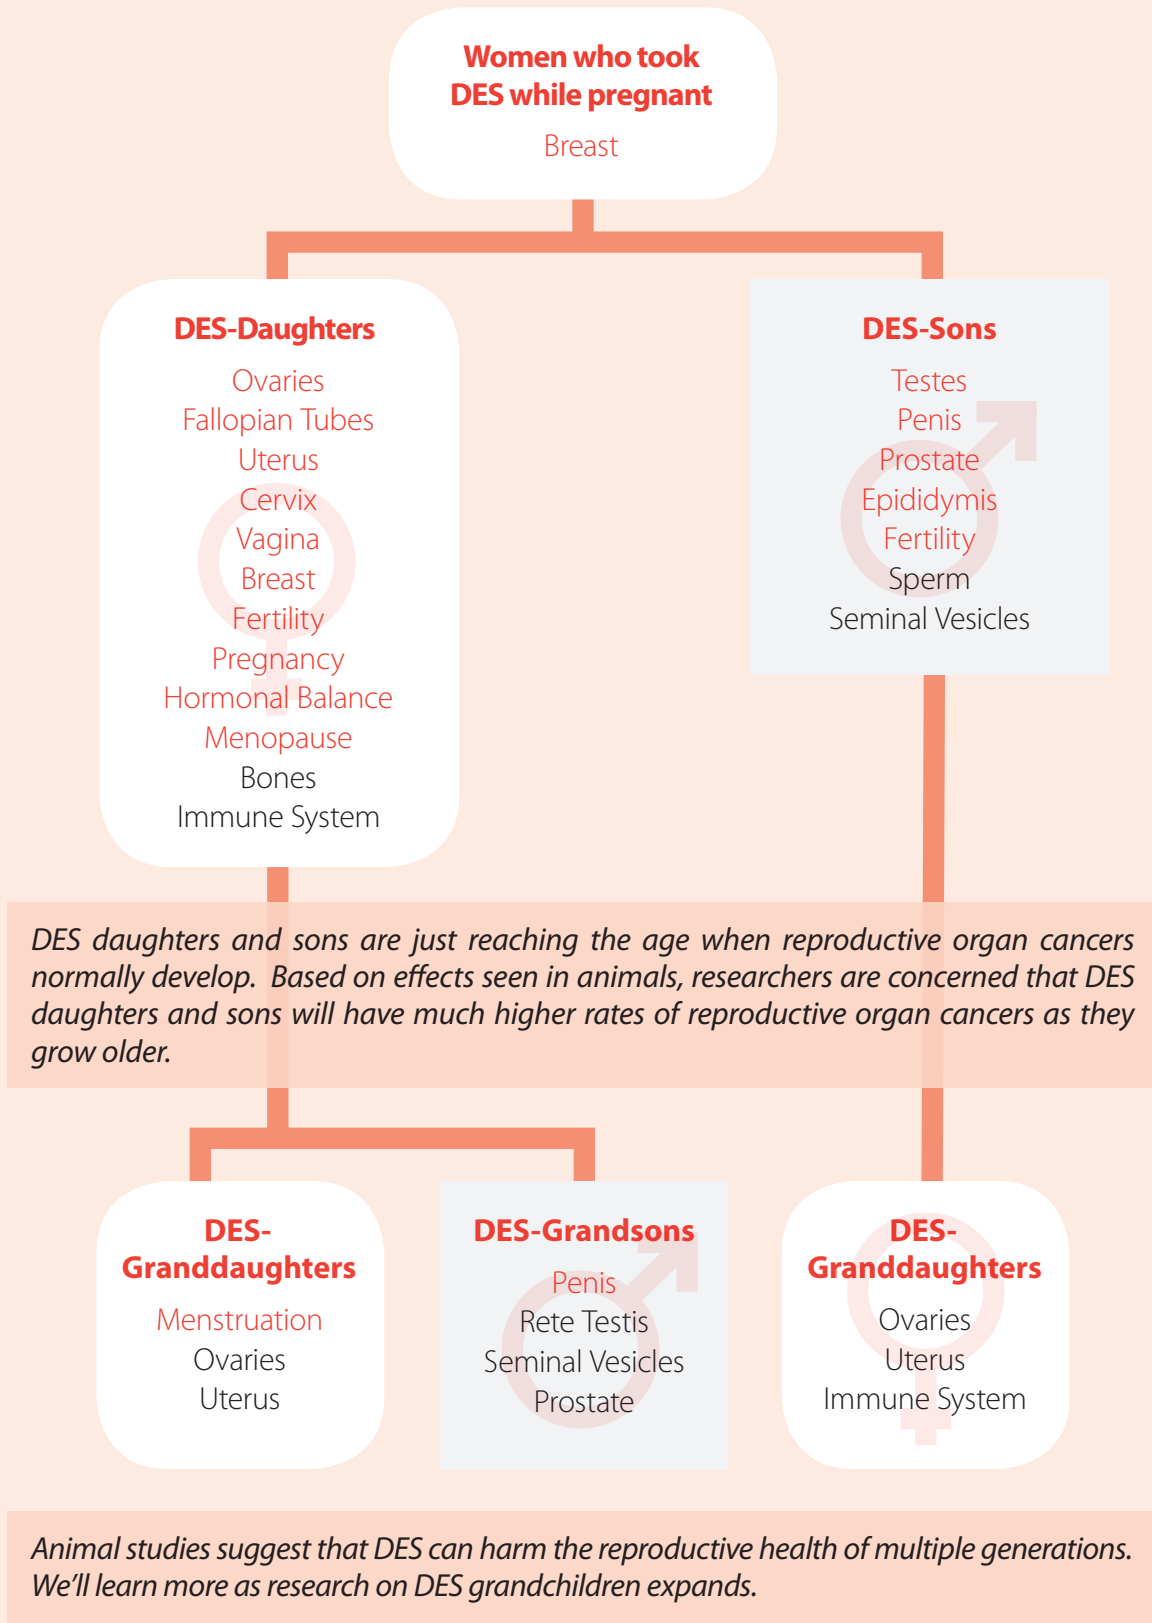 Women who took
DES while pregnant
Breast
DES-Daughters
Ovaries
Fallopian Tubes
Uterus
Cervix
Vagina
Breast
Fertility
Pregnancy
Hormonal Balance
Menopause
Bones
Immune System
DES-Sons
Testes
Penis
Prostate
Epididymis
Fertility
Sperm
Seminal Vesicles
DES daughters and sons are just reaching the age when reproductive organ cancers
normally develop. Based on effects seen in animals, researchers are concerned that DES
daughters and sons will have much higher rates of reproductive organ cancers as they
grow older.
DES-
Granddaughters
Menstruation
Ovaries
Uterus
DES-Grandsons
Penis
Rete Testis
Seminal Vesicles
Prostate
DES-
Granddaughters
Ovaries
Uterus
Immune System
Animal studies suggest that DES can harm the reproductive health of multiple generations.
We'll learn more as research on DES grandchildren expands.